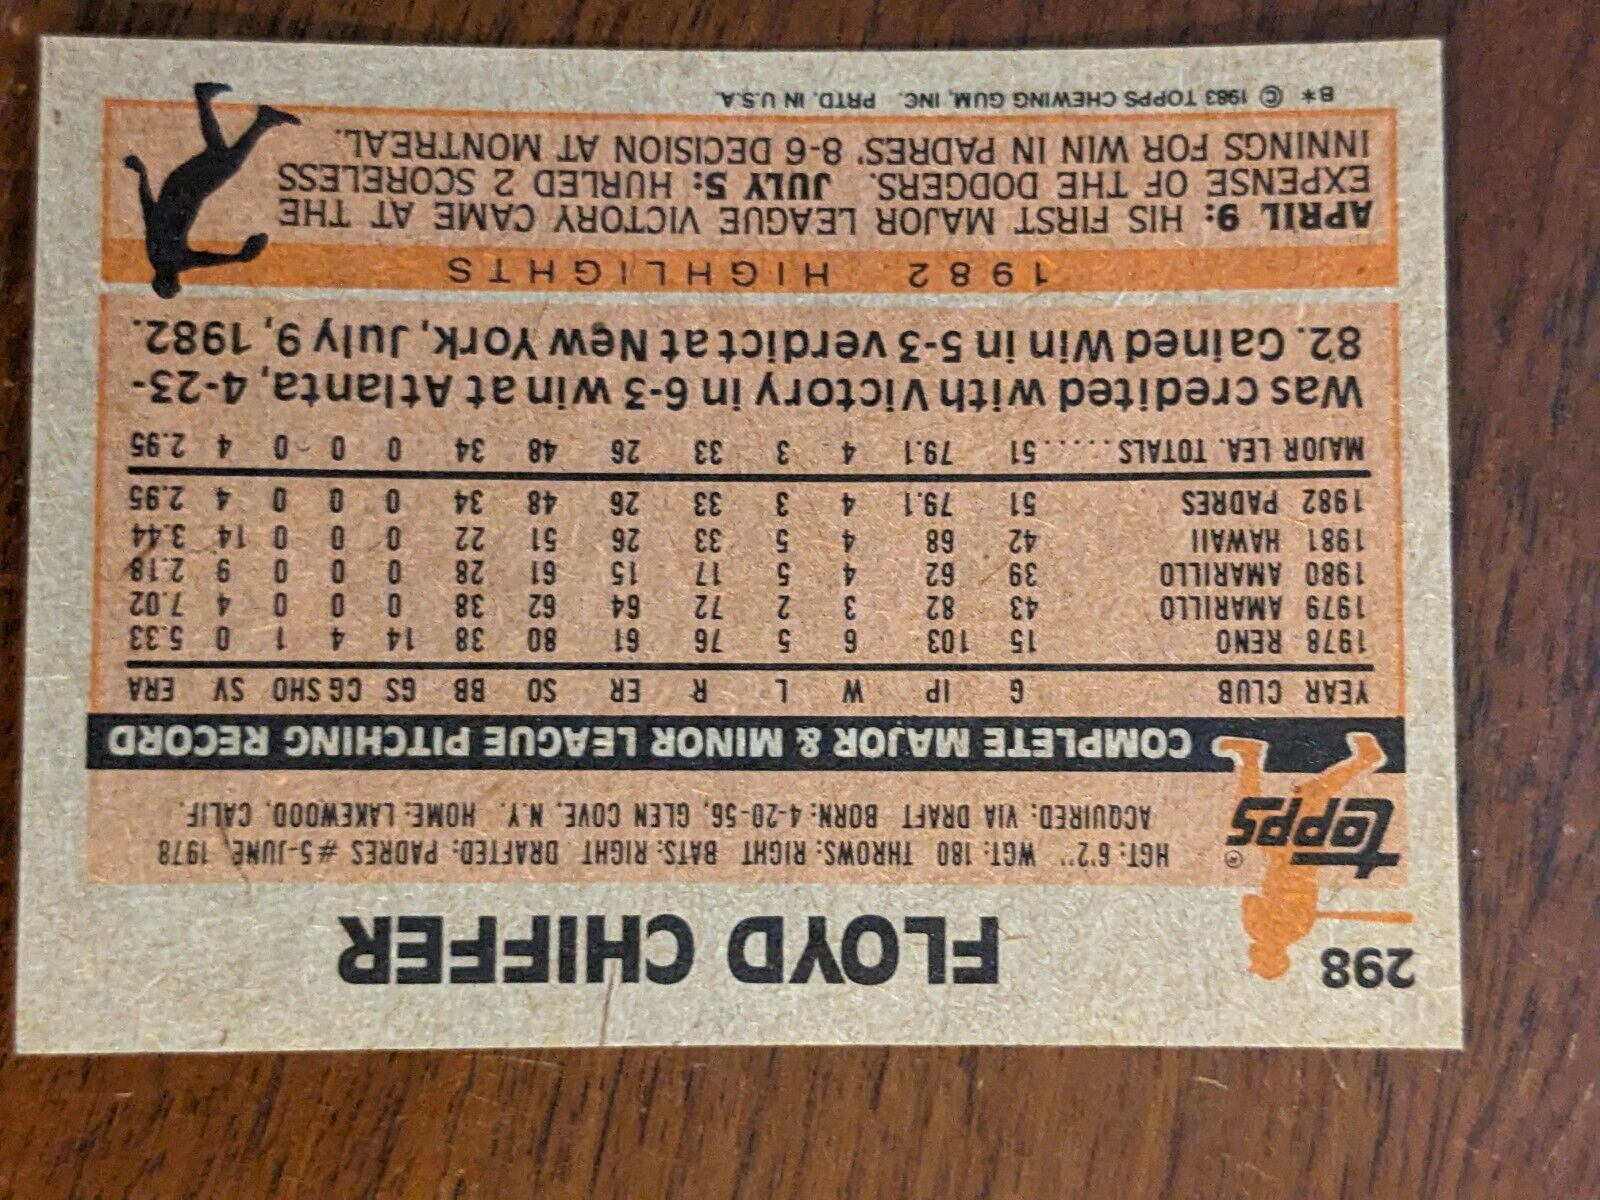 298
FLOYD CHIFFER
topps®
HGT: 6'2" WGT: 180 THROWS: RIGHT BATS: RIGHT DRAFTED: PADRES #5-JUNE, 1978
ACQUIRED: VIA DRAFT BORN: 4-20-56, GLEN COVE, N.Y. HOME: LAKEWOOD, CALIF.
COMPLETE MAJOR & MINOR LEAGUE PITCHING RECORD
YEAR CLUB G IP W L R ER SO BB GS CG SHO SV ERA
1978 RENO 15 103 6 5 76 61 80 38 14 4 1 0 5.33
1979 AMARILLO 43 82 3 2 72 64 62 38 0 0 0 4 7.02
1980 AMARILLO 39 62 4 5 17 15 61 28 0 0 0 9 2.18
1981 HAWAII 42 68 4 5 33 26 51 22 0 0 0 14 3.44
1982 PADRES 51 79.1 4 3 33 26 48 34 0 0 0 4 2.95
MAJOR LEA. TOTALS...... 51 79.1 4 3 33 26 48 34 0 0 0 4 2.95
Was credited with Victory in 6-3 win at Atlanta, 4-23-
82. Gained Win in 5-3 verdict at New York, July 9, 1982.
1982 HIGHLIGHTS
APRIL 9: HIS FIRST MAJOR LEAGUE VICTORY CAME AT THE
EXPENSE OF THE DODGERS. JULY 5: HURLED 2 SCORELESS
INNINGS FOR WIN IN PADRES' 8-6 DECISION AT MONTREAL.
B* © 1983 TOPPS CHEWING GUM, INC. PRTD. IN U.S.A.